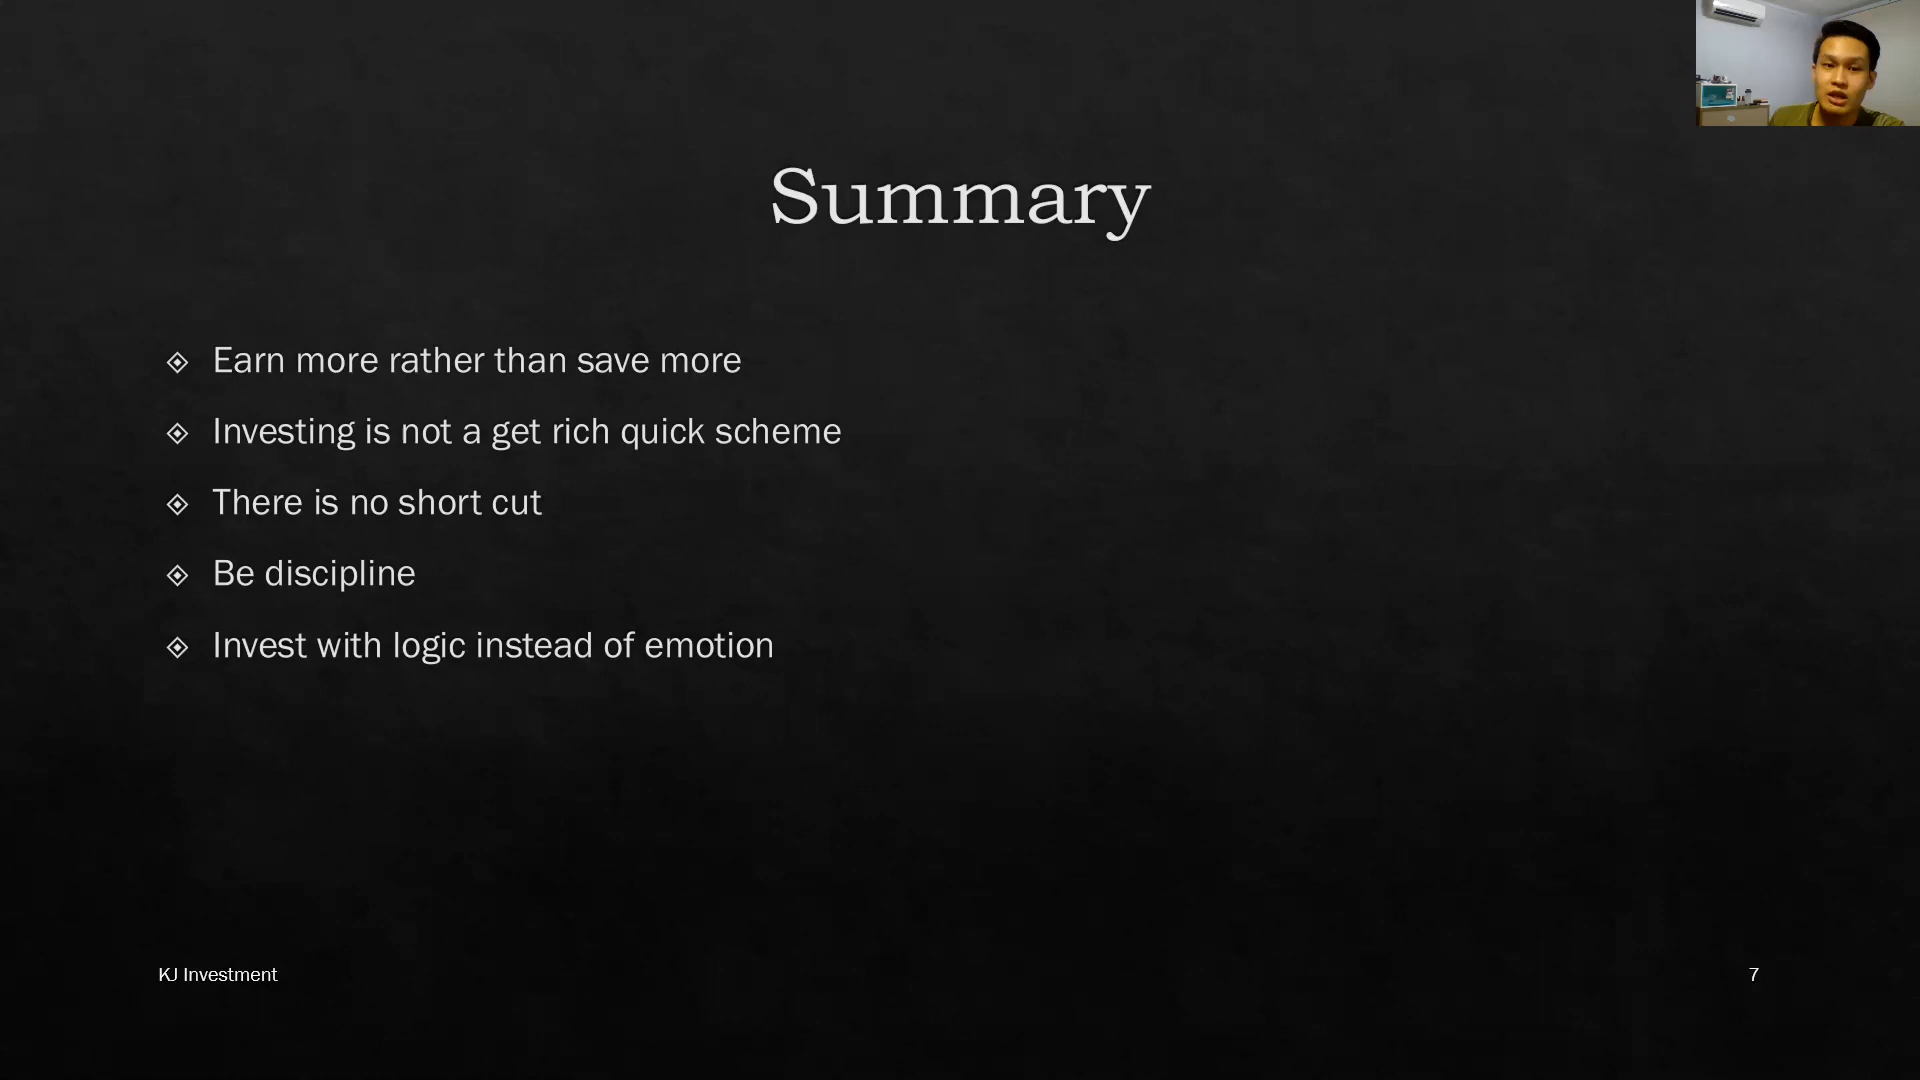 Summary
Earn more rather than save more
Investing is not a get rich quick scheme
There is no short cut
Be discipline
Invest with logic instead of emotion
KJ Investment
7